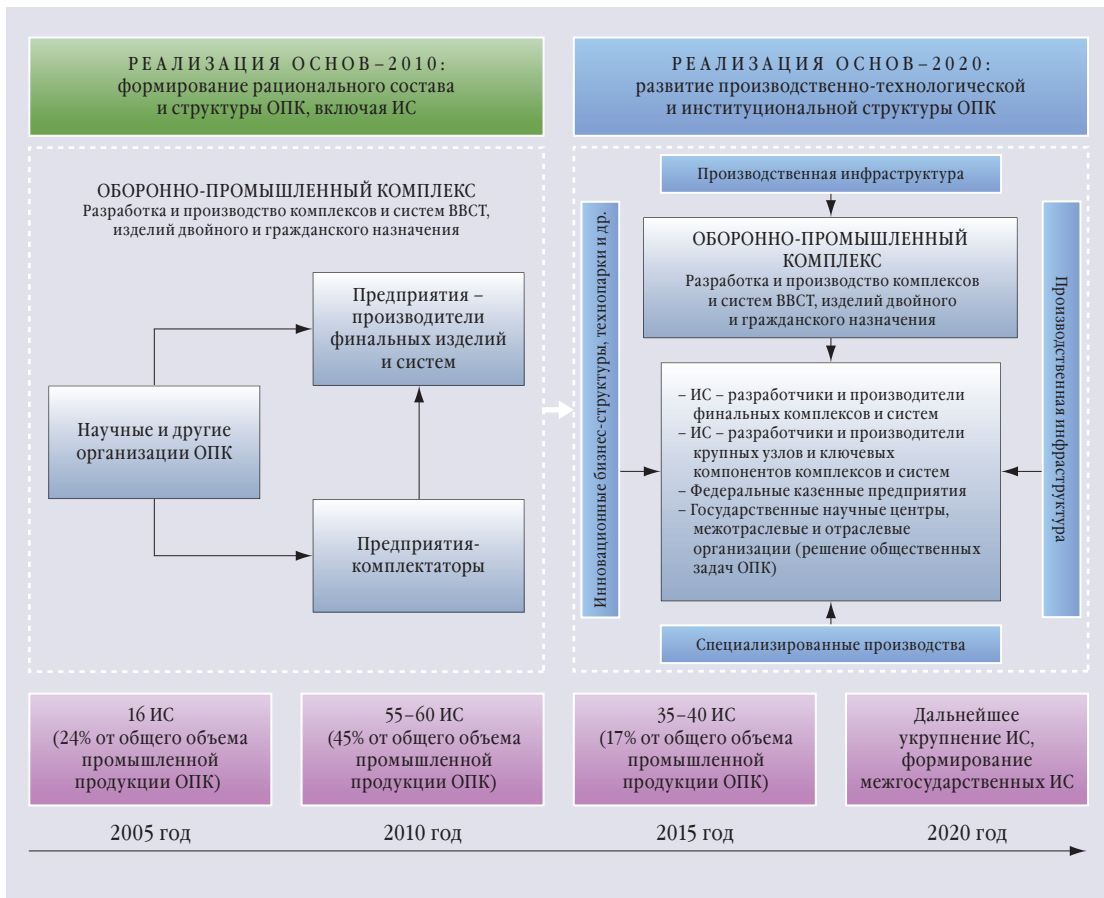 РЕАЛИЗАЦИЯ ОСНОВ–2010:
формирование рационального состава
и структуры ОПК, включая ИС
РЕАЛИЗАЦИЯ ОСНОВ–2020:
развитие производственно-технологической
и институциональной структуры ОПК
ОБОРОННО-ПРОМЫШЛЕННЫЙ КОМПЛЕКС
Разработка и производство комплексов и систем ВВСТ,
изделий двойного и гражданского назначения
Научные и другие
организации ОПК
Предприятия –
производители
финальных изделий
и систем
Предприятия-
комплектаторы
Производственная инфраструктура
Инновационные бизнес-структуры, технопарки и др.
ОБОРОННО-ПРОМЫШЛЕННЫЙ
КОМПЛЕКС
Разработка и производство комплексов
и систем ВВСТ, изделий двойного
и гражданского назначения
– ИС – разработчики и производители
финальных комплексов и систем
– ИС – разработчики и производители
крупных узлов и ключевых
компонентов комплексов и систем
– Федеральные казенные предприятия
– Государственные научные центры,
межотраслевые и отраслевые
организации (решение общественных
задач ОПК)
Производственная инфраструктура
Специализированные производства
16 ИС
(24% от общего объема
промышленной
продукции ОПК)
55–60 ИС
(45% от общего объема
промышленной
продукции ОПК)
35–40 ИС
(17% от общего объема
промышленной
продукции ОПК)
Дальнейшее
укрупнение ИС,
формирование
межгосударственных ИС
2005 год
2010 год
2015 год
2020 год